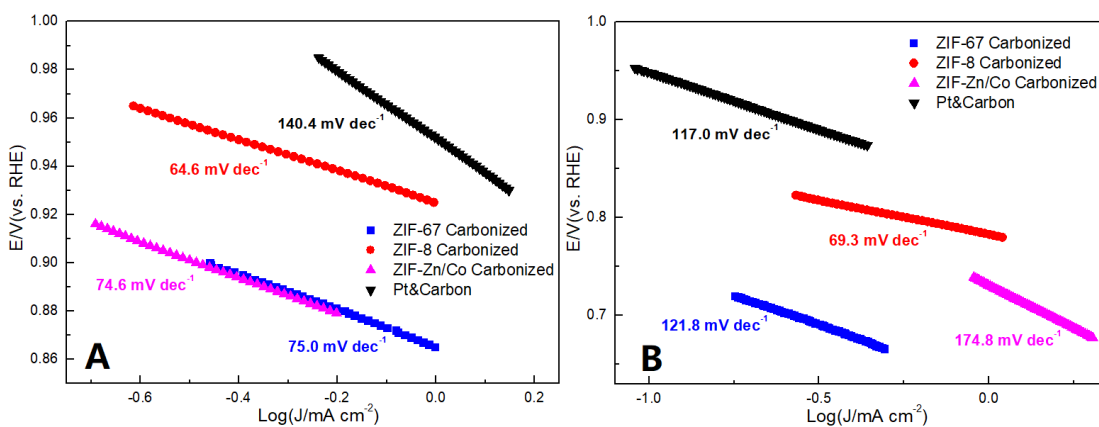 1.00
0.98
0.96
0.94
0.92
0.90
0.88
0.86
E/V(vs. RHE)
140.4 mV dec⁻¹
64.6 mV dec⁻¹
ZIF-67 Carbonized
ZIF-8 Carbonized
ZIF-Zn/Co Carbonized
Pt&Carbon
74.6 mV dec⁻¹
75.0 mV dec⁻¹
A
-0.6
-0.4
-0.2
0.0
0.2
Log(J/mA cm⁻²)
1.0
0.9
0.8
0.7
E/V(vs. RHE)
ZIF-67 Carbonized
ZIF-8 Carbonized
ZIF-Zn/Co Carbonized
Pt&Carbon
117.0 mV dec⁻¹
69.3 mV dec⁻¹
121.8 mV dec⁻¹
174.8 mV dec⁻¹
B
-1.0
-0.5
0.0
Log(J/mA cm⁻²)